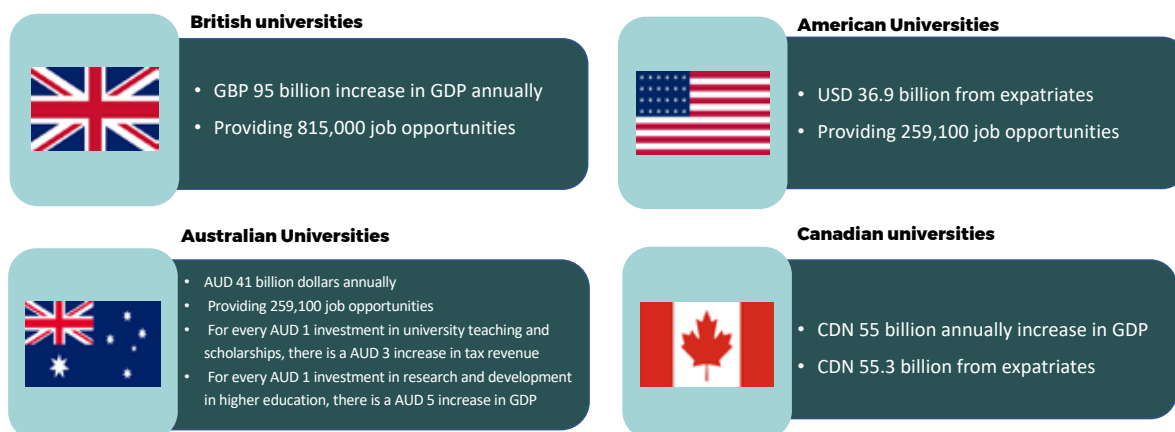 British universities
• GBP 95 billion increase in GDP annually
• Providing 815,000 job opportunities
American Universities
• USD 36.9 billion from expatriates
• Providing 259,100 job opportunities
Australian Universities
• AUD 41 billion dollars annually
• Providing 259,100 job opportunities
• For every AUD 1 investment in university teaching and
scholarships, there is a AUD 3 increase in tax revenue
• For every AUD 1 investment in research and development
in higher education, there is a AUD 5 increase in GDP
Canadian universities
• CDN 55 billion annually increase in GDP
• CDN 55.3 billion from expatriates